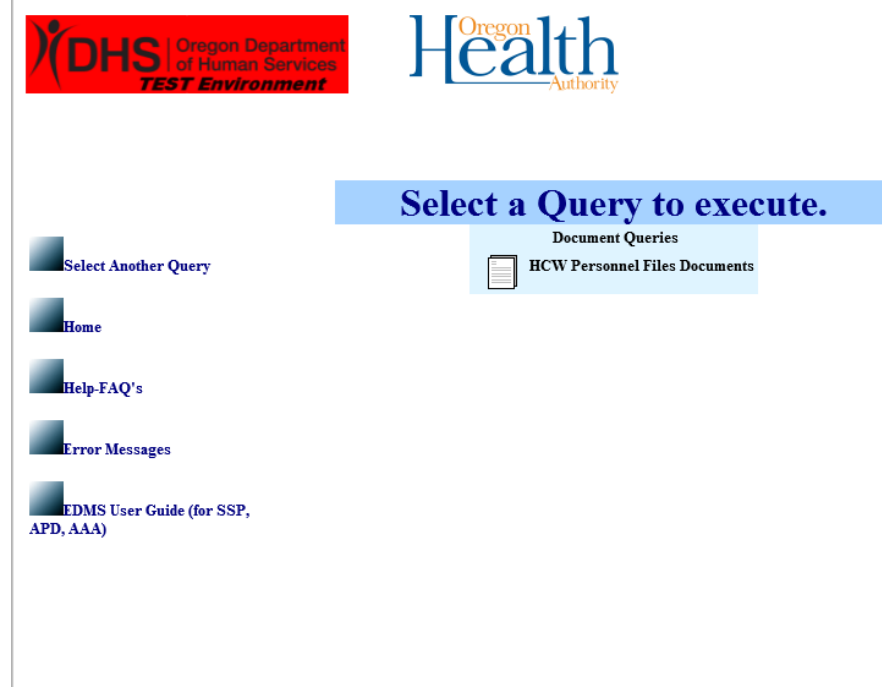 DHS Oregon Department
of Human Services
TEST Environment
Oregon
Health
Authority
Select a Query to execute.
Document Queries
HCW Personnel Files Documents
Select Another Query
Home
Help-FAQ's
Error Messages
EDMS User Guide (for SSP,
APD, AAA)